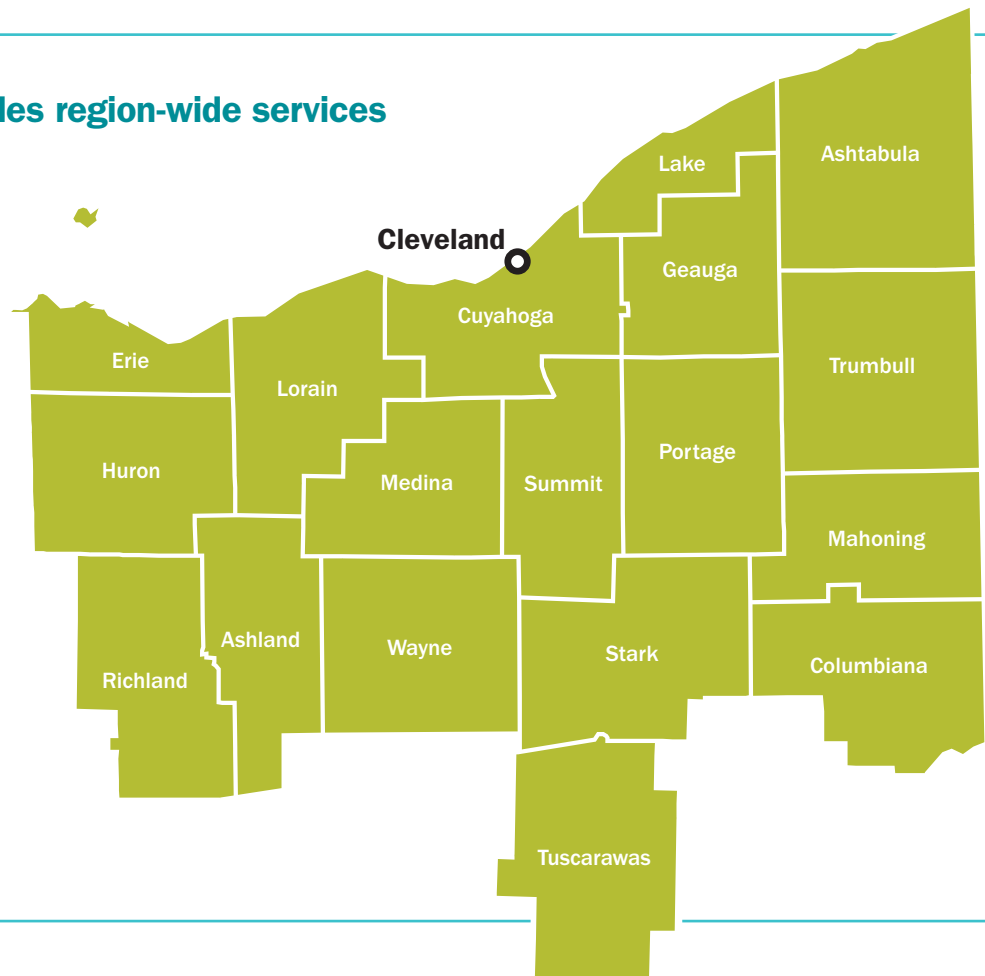 region-wide services
Ashtabula
Lake
Cleveland
Geauga
Cuyahoga
Erie
Trumbull
Lorain
Portage
Huron
Medina
Summit
Mahoning
Ashland
Wayne
Stark
Columbiana
Richland
Tuscarawas